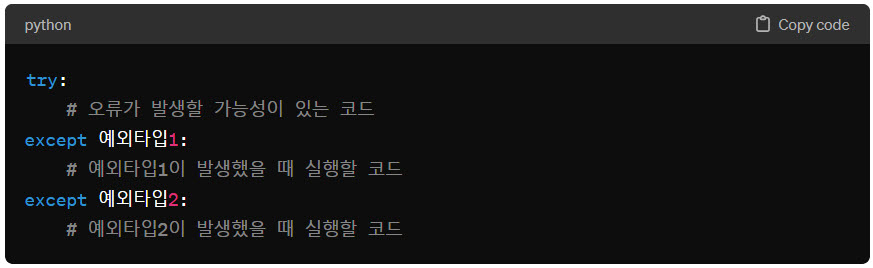 python
Copy code
try:
    # 오류가 발생할 가능성이 있는 코드
except 예외타입1:
    # 예외타입1이 발생했을 때 실행할 코드
except 예외타입2:
    # 예외타입2이 발생했을 때 실행할 코드